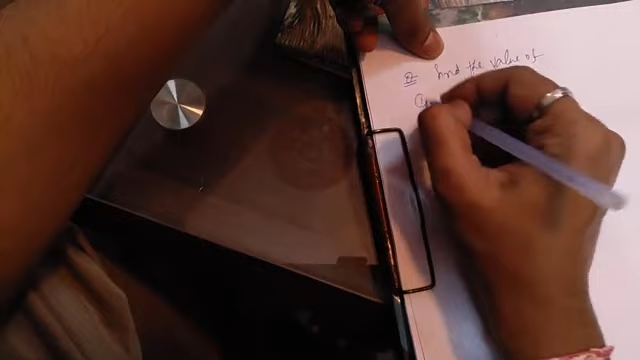 Q. find the value of